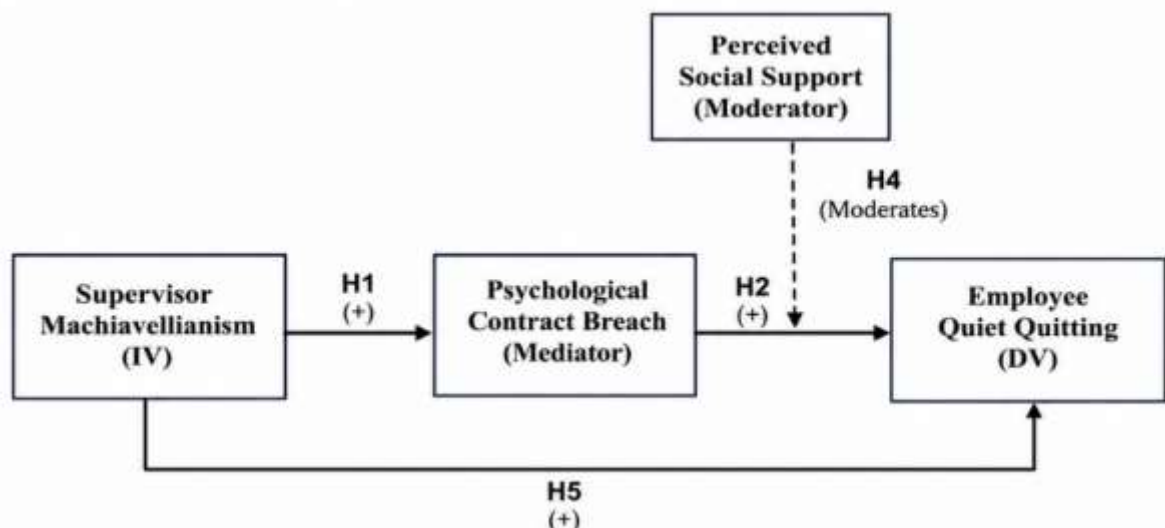 Perceived
Social Support
(Moderator)
H4
(Moderates)
Supervisor
Machiavellianism
(IV)
H1
(+)
Psychological
Contract Breach
(Mediator)
H2
(+)
Employee
Quiet Quitting
(DV)
H5
(+)